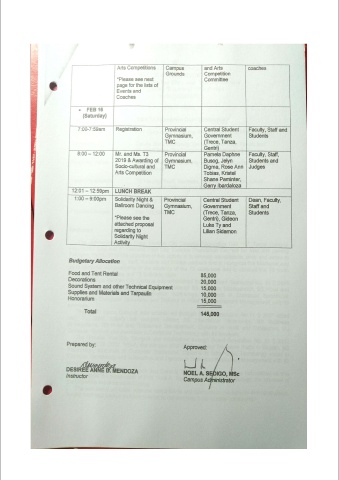 Arts Competitions Campus and Arts coaches
Grounds Competition
*Please see next Committee
page for the lists of
Events and
Coaches
FEB 16
(Saturday)
7:00-7:59am Registration Provincial Central Student Faculty, Staff and
Gymnasium, Government Students
TMC (Trece, Tanza,
Gentri)
8:00 – 12:00 Mr. and Ms. T3 Provincial Pamela Daphne Faculty, Staff,
2019 & Awarding of Gymnasium, Busog, Jelyn Students and
Socio-cultural and TMC Digma, Rose Ann Judges
Arts Competition Tobias, Kristel
Shane Paminter,
Gerry Ibardaloza
12:01 – 12:59pm LUNCH BREAK
1:00 – 9:00pm Solidarity Night & Provincial Central Student Dean, Faculty,
Ballroom Dancing Gymnasium, Government Staff and
TMC (Trece, Tanza, Students
*Please see the Gentri), Gideon
attached proposal Luke Ty and
regarding to Lilian Sidamon
Solidarity Night
Activity
Budgetary Allocation
Food and Tent Rental 85,000
Decorations 20,000
Sound System and other Technical Equipment 15,000
Supplies and Materials and Tarpaulin 10,000
Honorarium 15,000
Total 145,000
Prepared by: Approved:
DESIREE ANNE B. MENDOZA NOEL A. SEDIGO, MSc
Instructor Campus Administrator